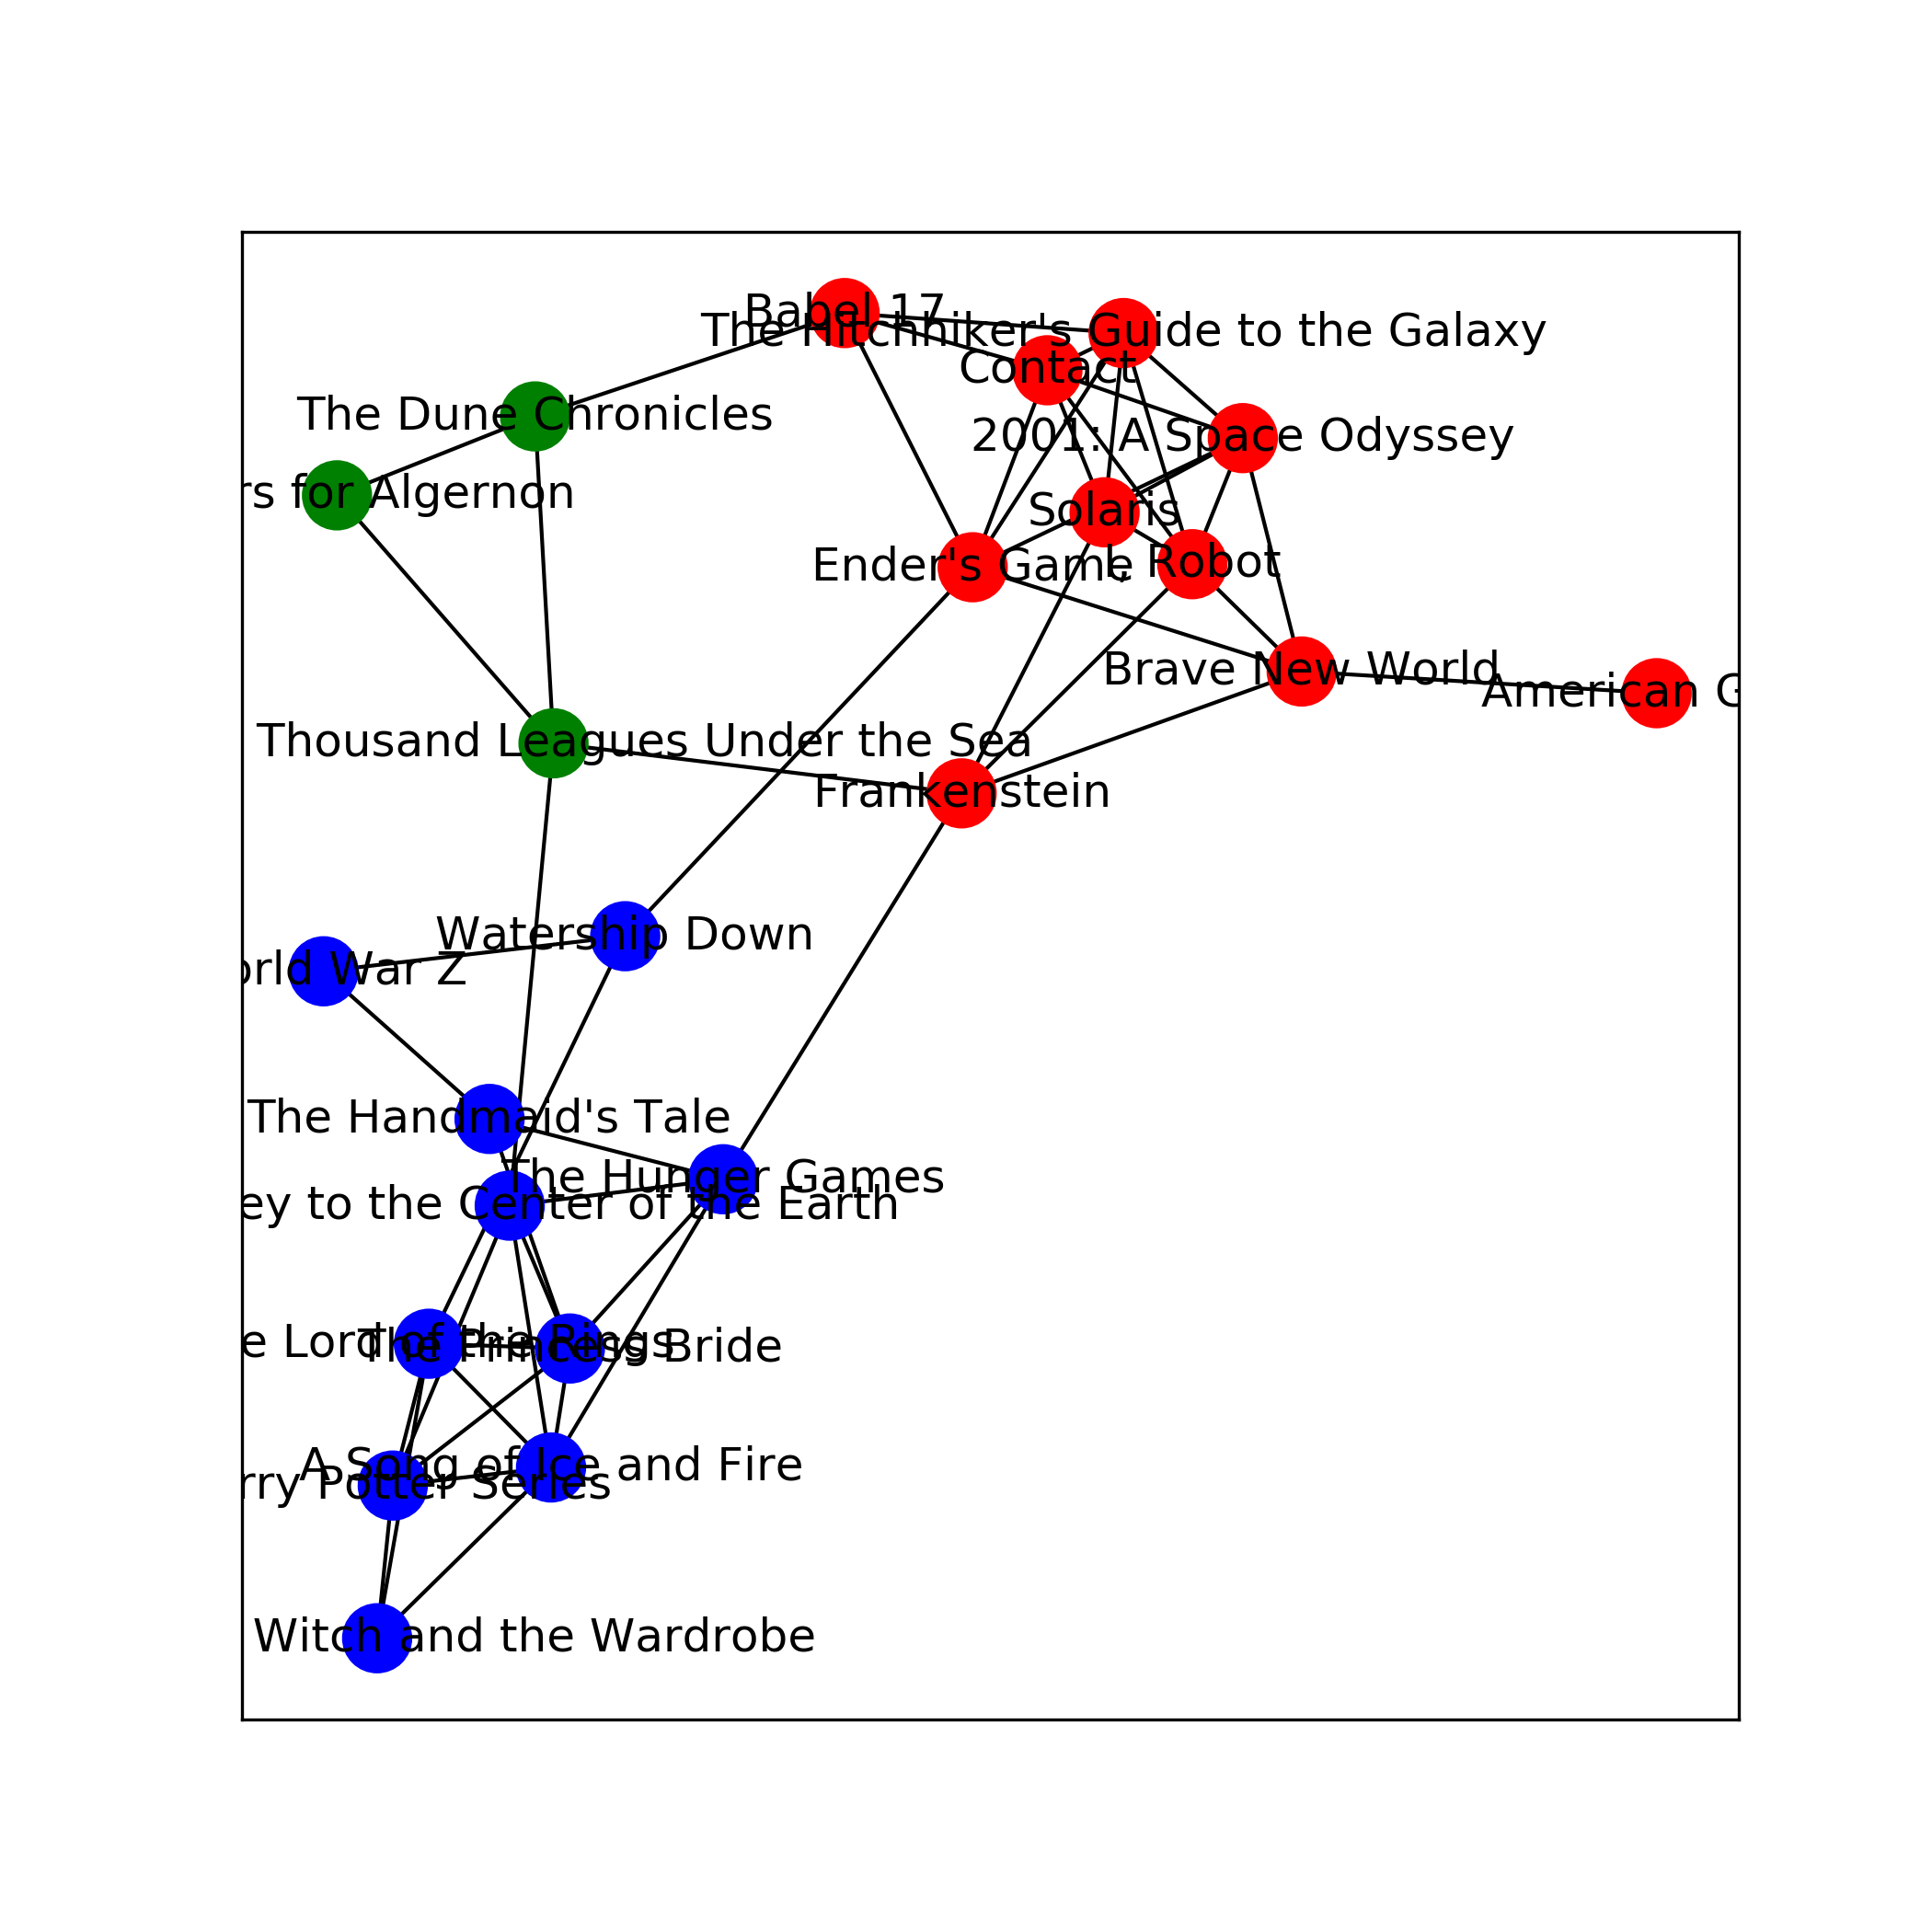 Babel 17
The Hitchhiker's Guide to the Galaxy
Contact
The Dune Chronicles
2001: A Space Odyssey
rs for Algernon
Solaris
Ender's Game
I, Robot
Brave New World
American G
Thousand Leagues Under the Sea
Frankenstein
Watership Down
orld War Z
The Handmaid's Tale
The Hunger Games
ey to the Center of the Earth
e Lord of the Rings
The Princess Bride
A Song of Ice and Fire
rry Potter Series
Witch and the Wardrobe